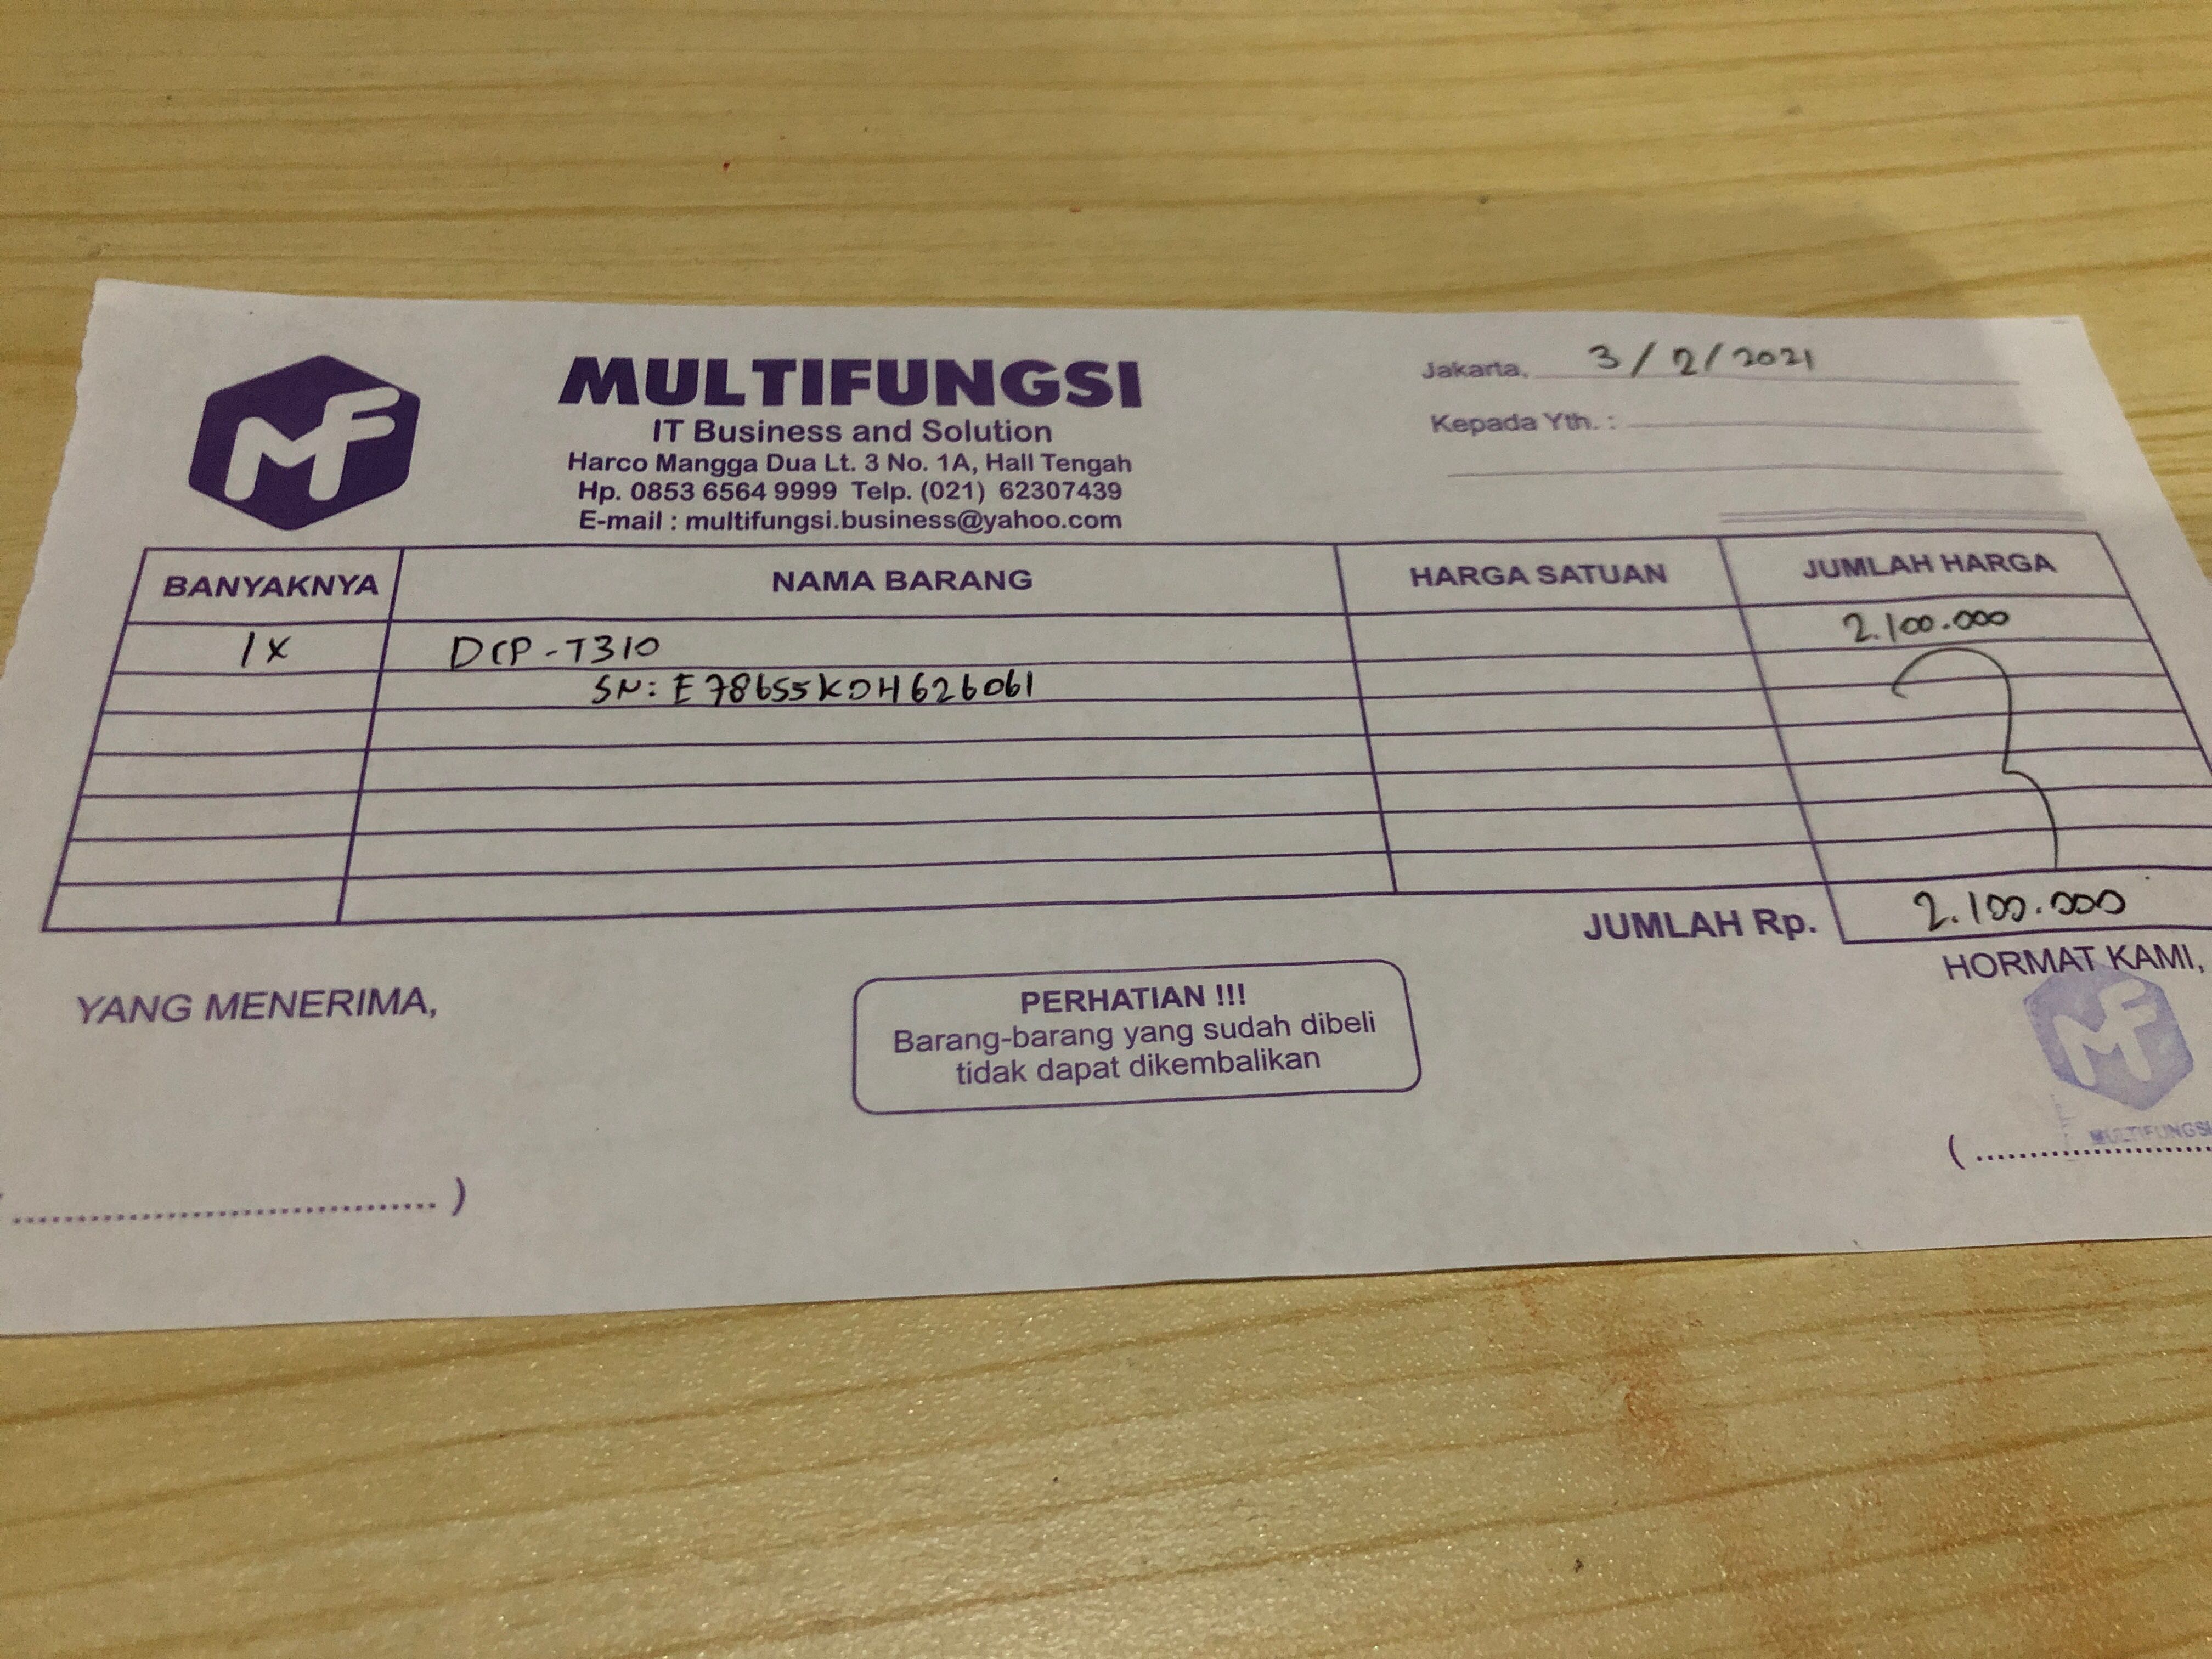 MF
MULTIFUNGSI
IT Business and Solution
Harco Mangga Dua Lt. 3 No. 1A, Hall Tengah
Hp. 0853 6564 9999 Telp. (021) 62307439
E-mail : multifungsi.business@yahoo.com
Jakarta, 3/2/2021
Kepada Yth. :
BANYAKNYA NAMA BARANG HARGA SATUAN JUMLAH HARGA
1x DCP-T310 2.100.000
SN: E78655K0H626061
JUMLAH Rp. 2.100.000
YANG MENERIMA,
PERHATIAN !!!
Barang-barang yang sudah dibeli
tidak dapat dikembalikan
HORMAT KAMI,
MF
MULTIFUNGSI